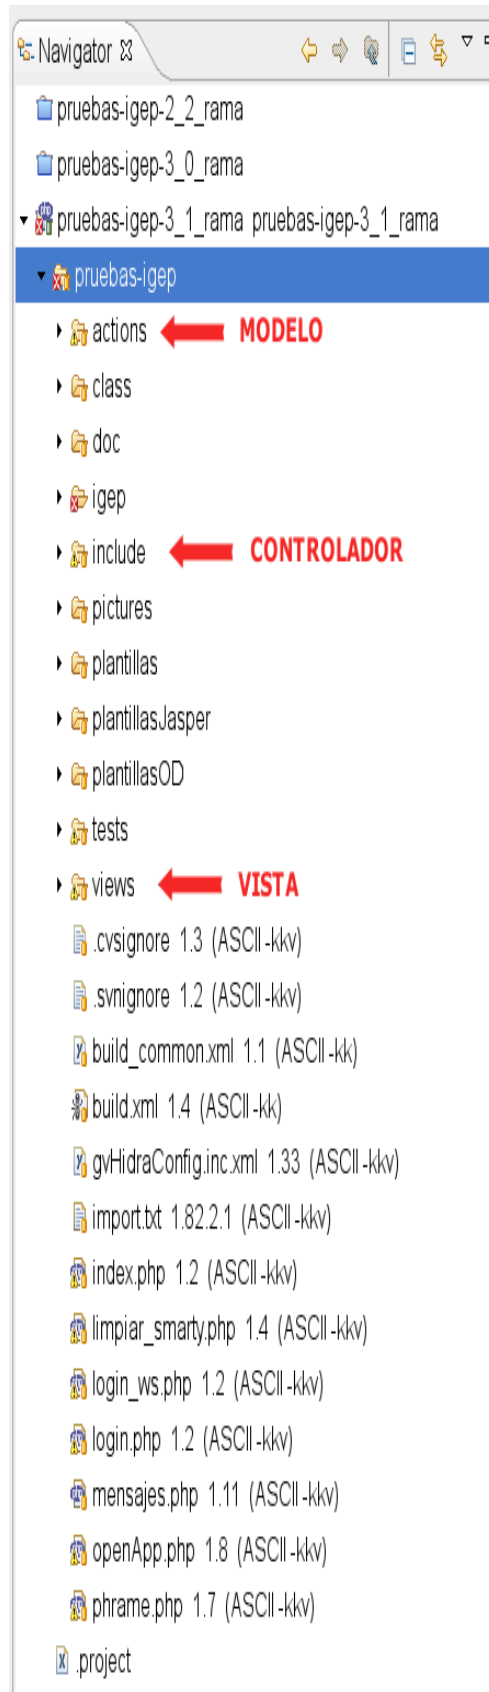 Navigator
pruebas-igep-2_2_rama
pruebas-igep-3_0_rama
pruebas-igep-3_1_rama pruebas-igep-3_1_rama
pruebas-igep
actions MODELO
class
doc
igep
include CONTROLADOR
pictures
plantillas
plantillasJasper
plantillasOD
tests
views VISTA
.cvsignore 1.3 (ASCII -kkv)
.svnignore 1.2 (ASCII -kkv)
build_common.xml 1.1 (ASCII -kk)
build.xml 1.4 (ASCII -kk)
gvHidraConfig.inc.xml 1.33 (ASCII -kkv)
import.txt 1.82.2.1 (ASCII -kkv)
index.php 1.2 (ASCII -kkv)
limpiar_smarty.php 1.4 (ASCII -kkv)
login_ws.php 1.2 (ASCII -kkv)
login.php 1.2 (ASCII -kkv)
mensajes.php 1.11 (ASCII -kkv)
openApp.php 1.8 (ASCII -kkv)
phrame.php 1.7 (ASCII -kkv)
.project